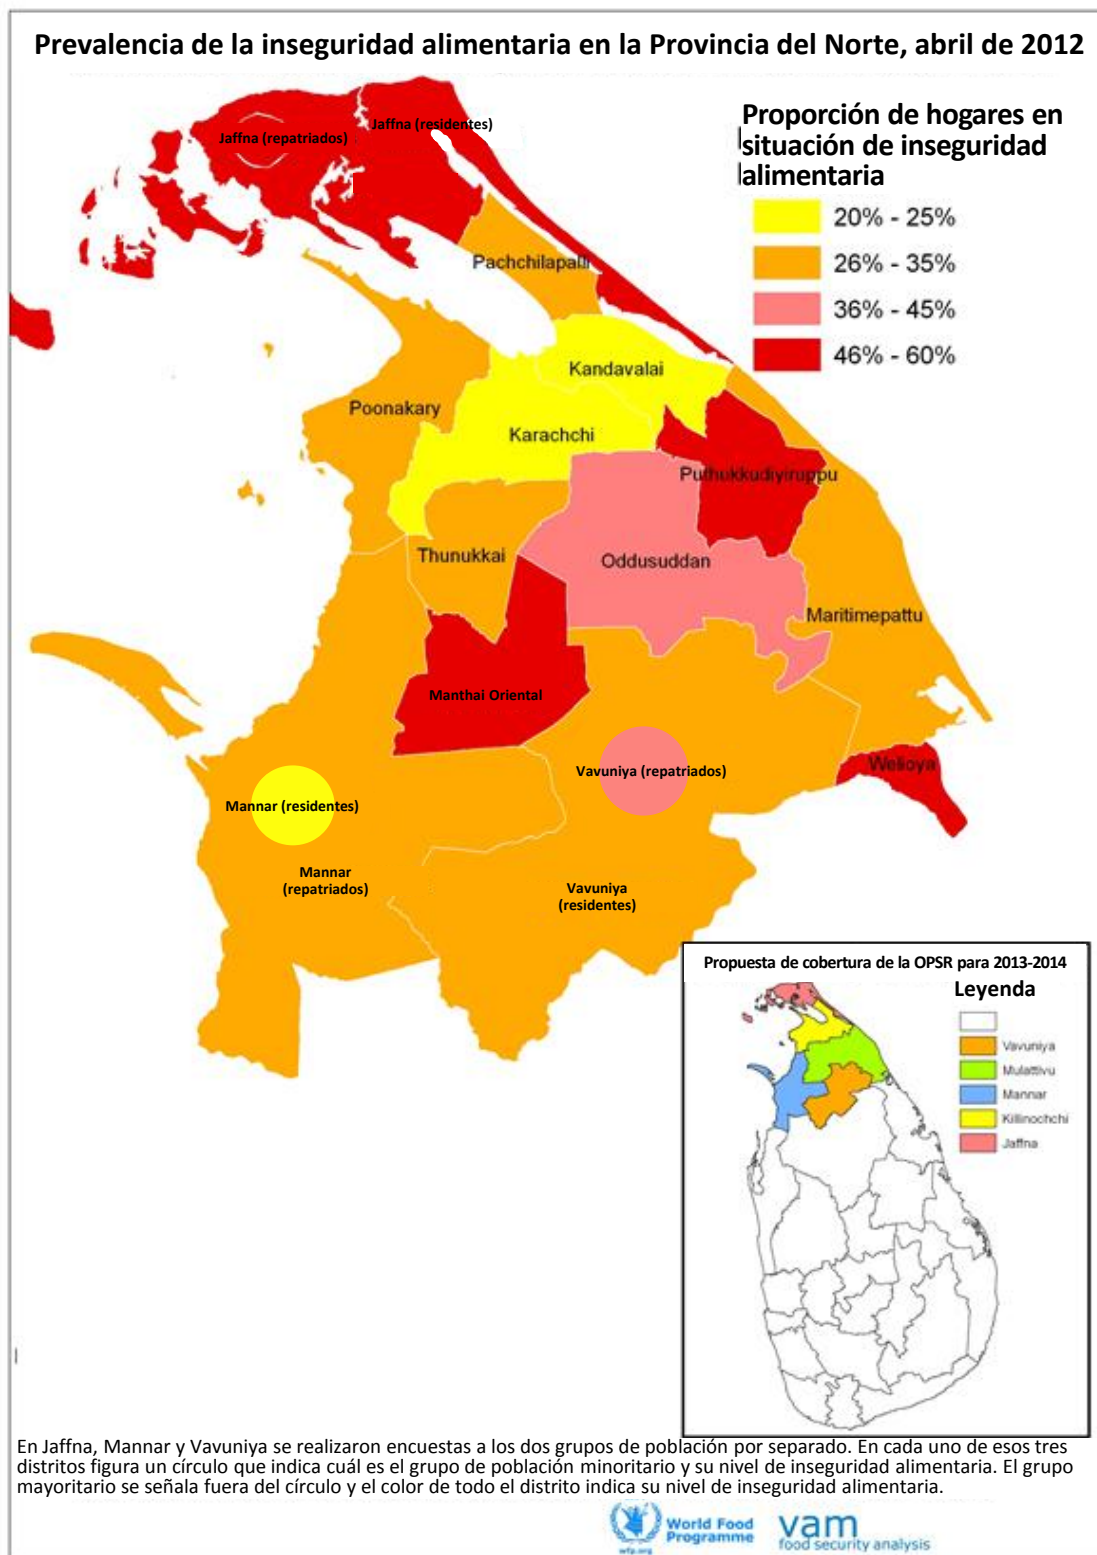 Prevalencia de la inseguridad alimentaria en la Provincia del Norte, abril de 2012
Proporción de hogares en
situación de inseguridad
alimentaria
20% - 25%
26% - 35%
36% - 45%
46% - 60%
Jaffna (residentes)
Jaffna (repatriados)
Pachchilapalli
Kandavalai
Poonakary
Karachchi
Puthukkudiyiruppu
Thunukkai
Oddusuddan
Maritimepattu
Manthai Oriental
Welioya
Vavuniya (repatriados)
Mannar (residentes)
Mannar
(repatriados)
Vavuniya
(residentes)
Propuesta de cobertura de la OPSR para 2013-2014
Leyenda
Vavuniya
Mulattivu
Mannar
Killinochchi
Jaffna
En Jaffna, Mannar y Vavuniya se realizaron encuestas a los dos grupos de población por separado. En cada uno de esos tres
distritos figura un círculo que indica cuál es el grupo de población minoritario y su nivel de inseguridad alimentaria. El grupo
mayoritario se señala fuera del círculo y el color de todo el distrito indica su nivel de inseguridad alimentaria.
World Food
Programme
wfp.org
vam
food security analysis